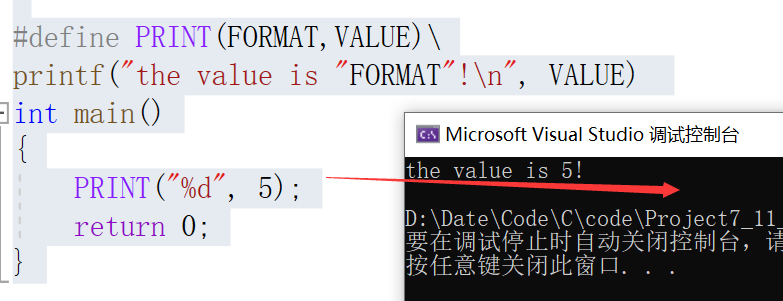 #define PRINT(FORMAT,VALUE)\
printf("the value is "FORMAT"!\n", VALUE)
int main()
{
PRINT("%d", 5);
return 0;
}
Microsoft Visual Studio 调试控制台
the value is 5!
D:\Date\Code\C\code\Project7_11_
要在调试停止时自动关闭控制台，请
按任意键关闭此窗口. . .